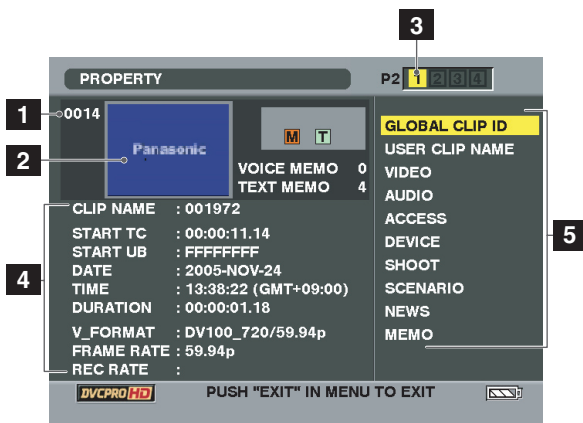 3
PROPERTY
P2 1 2 3 4
1
0014
M T
Panasonic
2
VOICE MEMO 0
TEXT MEMO 4
GLOBAL CLIP ID
USER CLIP NAME
VIDEO
AUDIO
ACCESS
DEVICE
SHOOT
SCENARIO
NEWS
MEMO
5
4
CLIP NAME : 001972
START TC : 00:00:11.14
START UB : FFFFFFFF
DATE : 2005-NOV-24
TIME : 13:38:22 (GMT+09:00)
DURATION : 00:00:01.18
V_FORMAT : DV100_720/59.94p
FRAME RATE : 59.94p
REC RATE :
DVCPRO HD
PUSH "EXIT" IN MENU TO EXIT